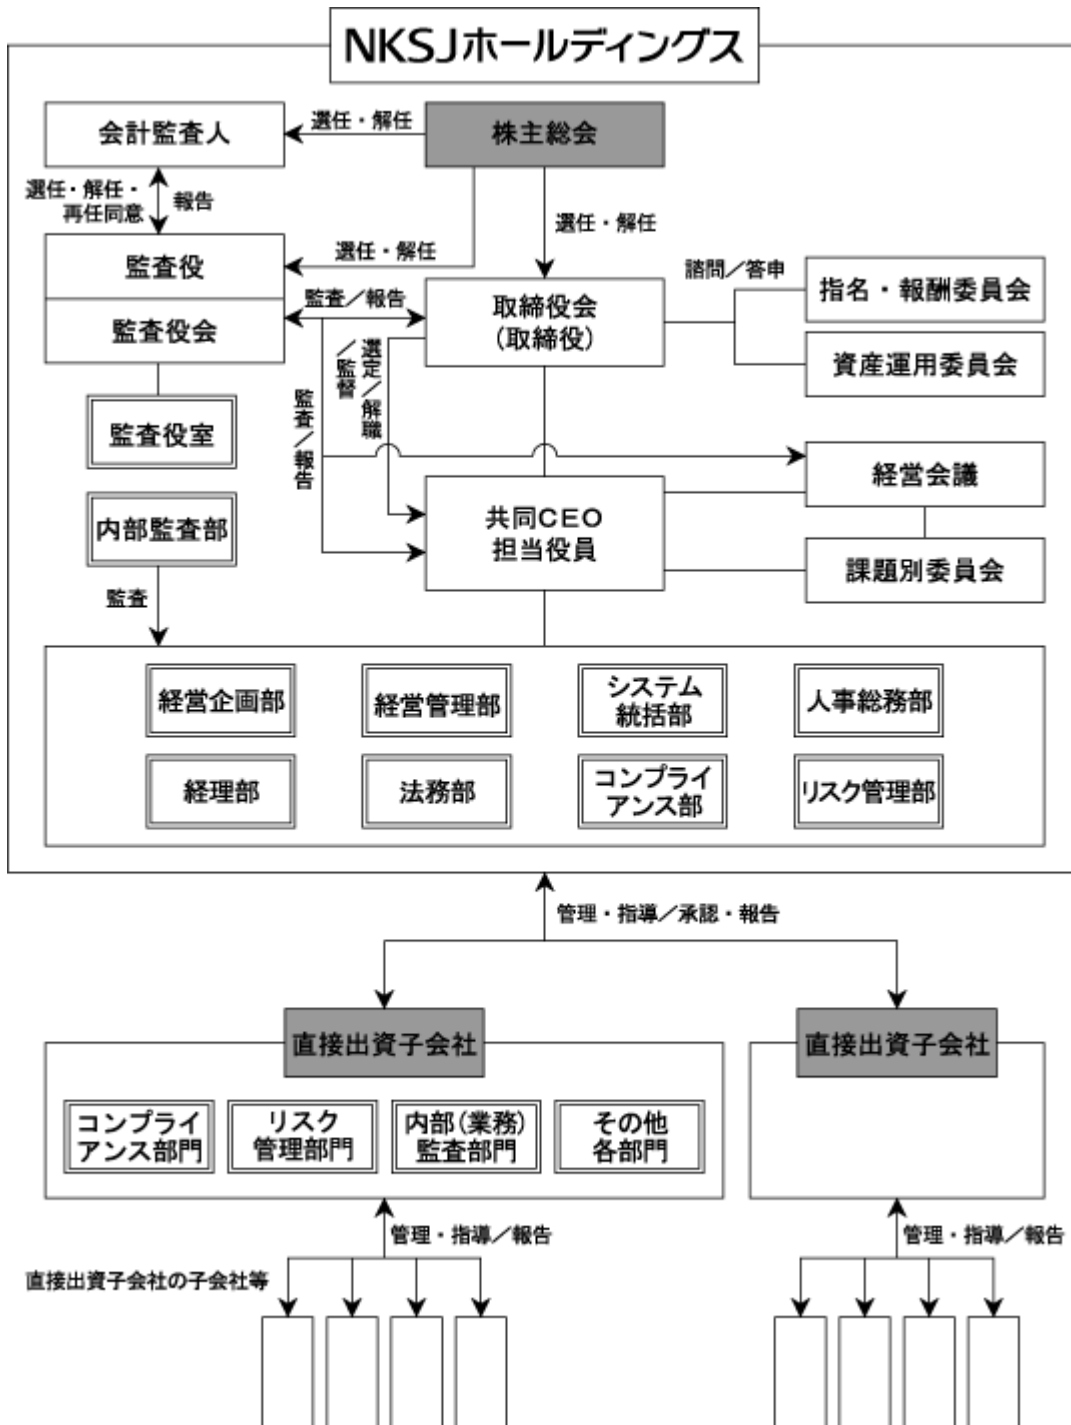 NKSJホールディングス
会計監査人
選任・解任
株主総会
選任・解任・
再任同意
報告
選任・解任
選任・解任
監査役
監査役会
監査／報告
取締役会
（取締役）
諮問／答申
指名・報酬委員会
資産運用委員会
監査役室
選定／解職
／監督
監査／報告
経営会議
内部監査部
共同CEO
担当役員
課題別委員会
監査
経営企画部
経営管理部
システム
統括部
人事総務部
経理部
法務部
コンプライ
アンス部
リスク管理部
管理・指導／承認・報告
直接出資子会社
直接出資子会社
コンプライ
アンス部門
リスク
管理部門
内部（業務）
監査部門
その他
各部門
管理・指導／報告
管理・指導／報告
直接出資子会社の子会社等